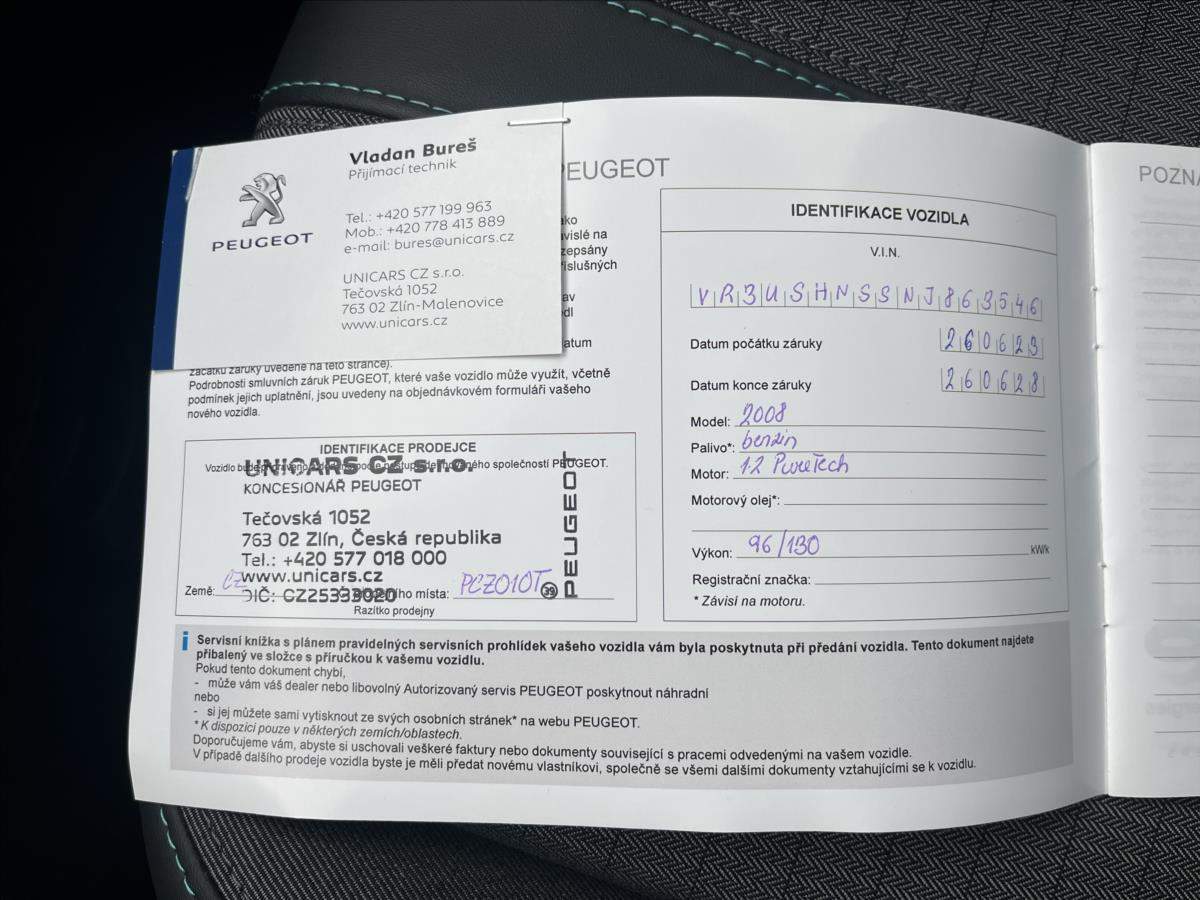 Vladan Bureš
Přijímací technik
PEUGEOT
Tel.: +420 577 199 963
Mob.: +420 778 413 889
e-mail: bures@unicars.cz
UNICARS CZ s.r.o.
Tečovská 1052
763 02 Zlín-Malenovice
www.unicars.cz
PEUGEOT
ako
zepsány
íslušných
začátku záruky uvedené na této straně).
Podrobnosti smluvních záruk PEUGEOT, které vaše vozidlo může využít, včetně
podmínek jejich uplatnění, jsou uvedeny na objednávkovém formuláři vašeho
nového vozidla.
IDENTIFIKACE PRODEJCE
Vozidlo společnosti PEUGEOT.
UNICARS CZ s.r.o.
KONCESIONÁŘ PEUGEOT
Tečovská 1052
763 02 Zlín, Česká republika
Tel.: +420 577 018 000
www.unicars.cz
DIČ: CZ25333020
PEUGEOT
39
Země: CZ
místa: PCZ010T
Razítko prodejny
IDENTIFIKACE VOZIDLA
V.I.N.
VR3USHNSSNJ863546
Datum počátku záruky 260623
Datum konce záruky 260628
Model: 2008
Palivo*: benzin
Motor: 1.2 PureTech
Motorový olej*:
Výkon: 96/130 kW/k
Registrační značka:
* Závisí na motoru.
i Servisní knížka s plánem pravidelných servisních prohlídek vašeho vozidla vám byla poskytnuta při předání vozidla. Tento dokument najdete
přibalený ve složce s příručkou k vašemu vozidlu.
Pokud tento dokument chybí,
- může vám váš dealer nebo libovolný Autorizovaný servis PEUGEOT poskytnout náhradní
nebo
- si jej můžete sami vytisknout ze svých osobních stránek* na webu PEUGEOT.
* K dispozici pouze v některých zemích/oblastech.
Doporučujeme vám, abyste si uschovali veškeré faktury nebo dokumenty související s pracemi odvedenými na vašem vozidle.
V případě dalšího prodeje vozidla byste je měli předat novému vlastníkovi, společně se všemi dalšími dokumenty vztahujícími se k vozidlu.
POZNÁ